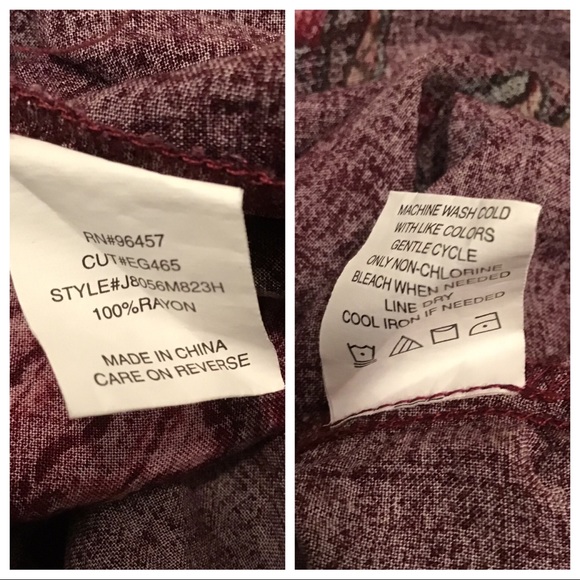 RN#96457
CUT#EG465
STYLE#J8056M823H
100%RAYON
MADE IN CHINA
CARE ON REVERSE
MACHINE WASH COLD
WITH LIKE COLORS
GENTLE CYCLE
ONLY NON-CHLORINE
BLEACH WHEN NEEDED
LINE DRY
COOL IRON IF NEEDED